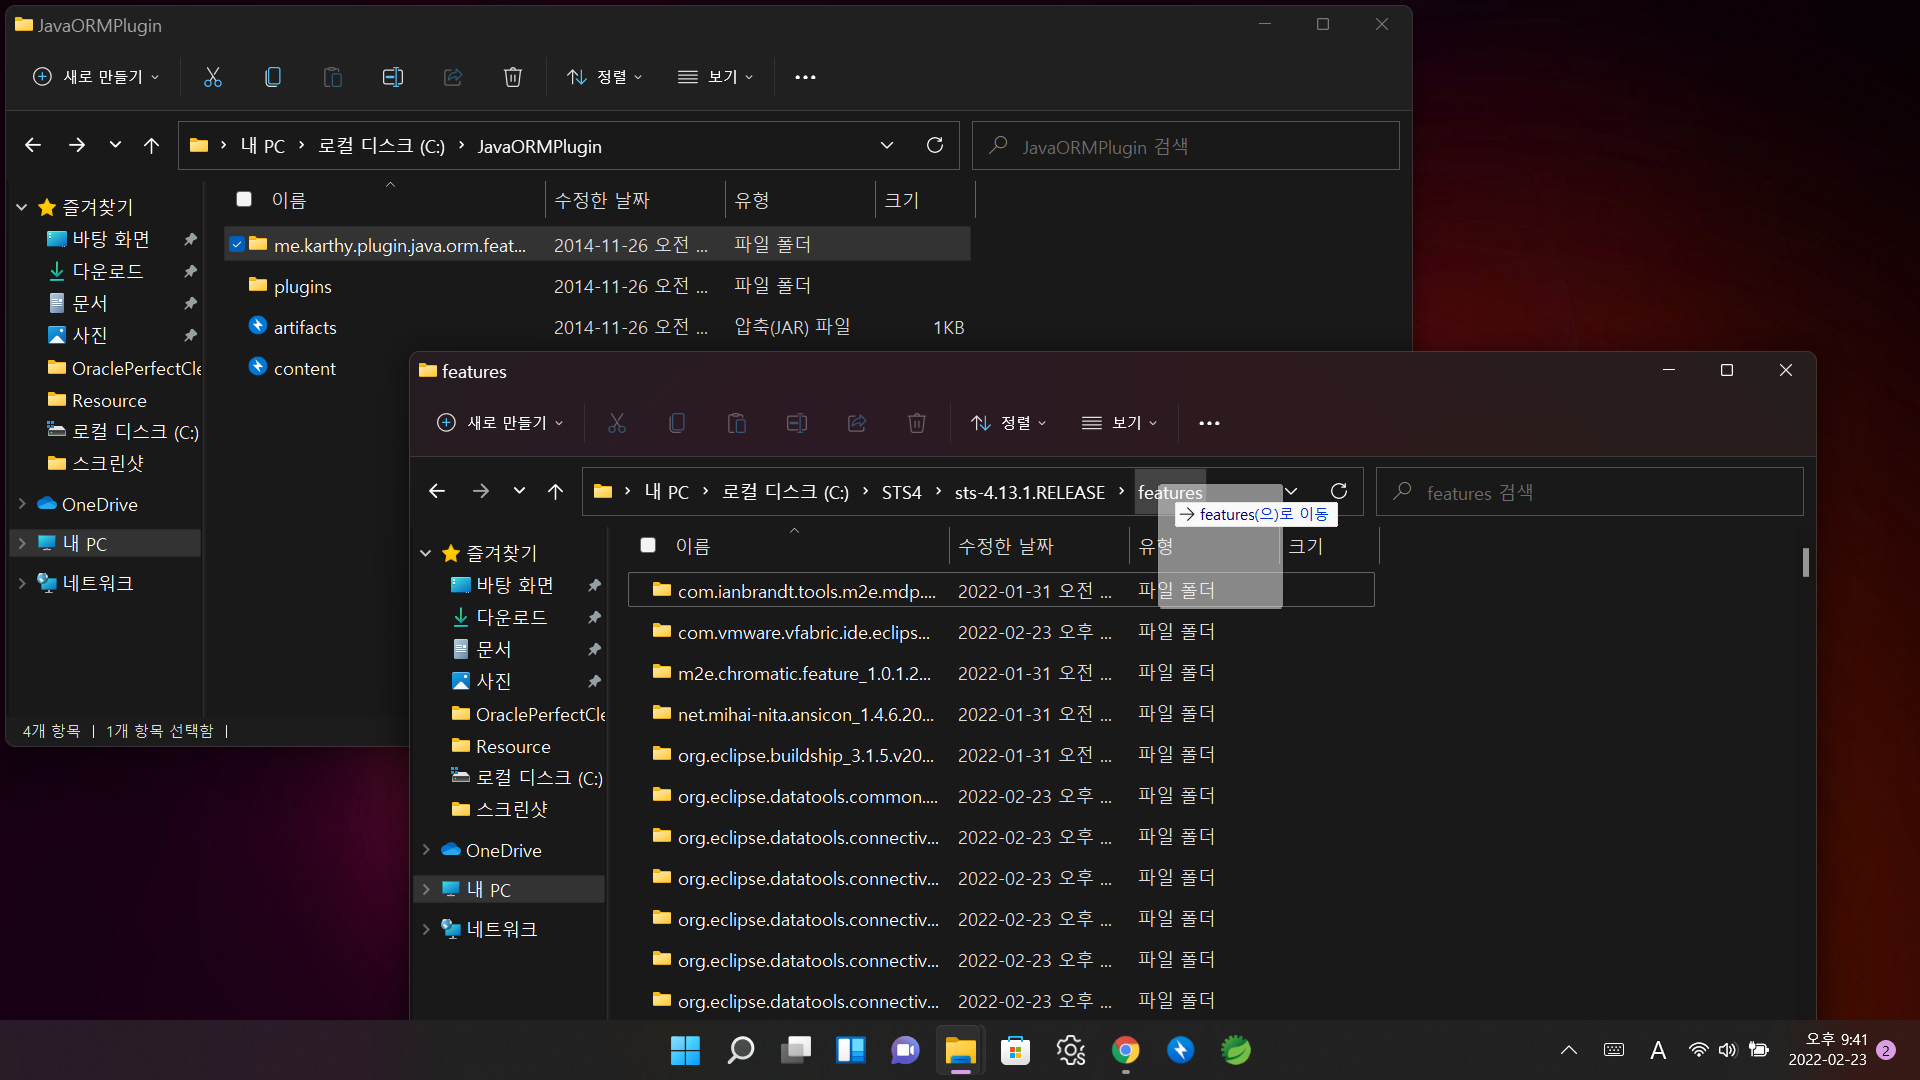 JavaORMPlugin
새로 만들기
정렬
보기
내 PC > 로컬 디스크 (C:) > JavaORMPlugin
JavaORMPlugin 검색
이름 수정한 날짜 유형 크기
me.karthy.plugin.java.orm.feat... 2014-11-26 오전 ... 파일 폴더
plugins 2014-11-26 오전 ... 파일 폴더
artifacts 2014-11-26 오전 ... 압축(JAR) 파일 1KB
content
즐겨찾기
바탕 화면
다운로드
문서
사진
OraclePerfectCle
Resource
로컬 디스크 (C:)
스크린샷
OneDrive
내 PC
네트워크
4개 항목 | 1개 항목 선택함 |
features
새로 만들기
정렬
보기
내 PC > 로컬 디스크 (C:) > STS4 > sts-4.13.1.RELEASE > features
features 검색
features(으)로 이동
이름 수정한 날짜 유형 크기
com.ianbrandt.tools.m2e.mdp.... 2022-01-31 오전 ... 파일 폴더
com.vmware.vfabric.ide.eclips... 2022-02-23 오후 ... 파일 폴더
m2e.chromatic.feature_1.0.1.2... 2022-01-31 오전 ... 파일 폴더
net.mihai-nita.ansicon_1.4.6.20... 2022-01-31 오전 ... 파일 폴더
org.eclipse.buildship_3.1.5.v20... 2022-01-31 오전 ... 파일 폴더
org.eclipse.datatools.common.... 2022-02-23 오후 ... 파일 폴더
org.eclipse.datatools.connectiv... 2022-02-23 오후 ... 파일 폴더
org.eclipse.datatools.connectiv... 2022-02-23 오후 ... 파일 폴더
org.eclipse.datatools.connectiv... 2022-02-23 오후 ... 파일 폴더
org.eclipse.datatools.connectiv... 2022-02-23 오후 ... 파일 폴더
org.eclipse.datatools.connectiv... 2022-02-23 오후 ... 파일 폴더
즐겨찾기
바탕 화면
다운로드
문서
사진
OraclePerfectCle
Resource
로컬 디스크 (C:)
스크린샷
OneDrive
내 PC
네트워크
A
오후 9:41
2022-02-23
2